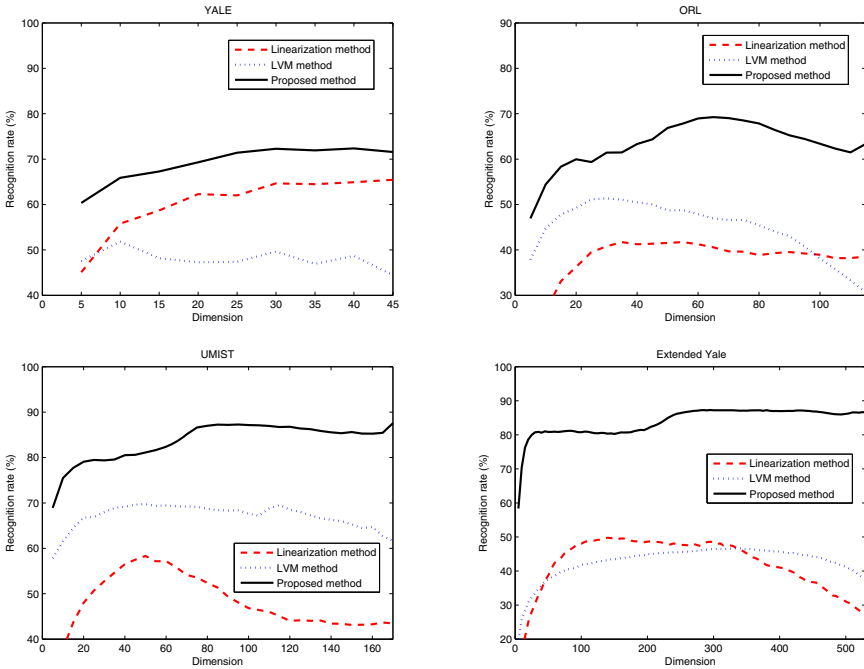 YALE
100
90
80
70
60
50
40
Recognition rate (%)
Linearization method
LVM method
Proposed method
0 5 10 15 20 25 30 35 40 45
Dimension
ORL
90
80
70
60
50
40
30
Recognition rate (%)
Linearization method
LVM method
Proposed method
0 20 40 60 80 100
Dimension
UMIST
100
90
80
70
60
50
40
Recognition rate (%)
Linearization method
LVM method
Proposed method
0 20 40 60 80 100 120 140 160
Dimension
Extended Yale
100
90
80
70
60
50
40
30
20
Recognition rate (%)
Linearization method
LVM method
Proposed method
0 100 200 300 400 500
Dimension